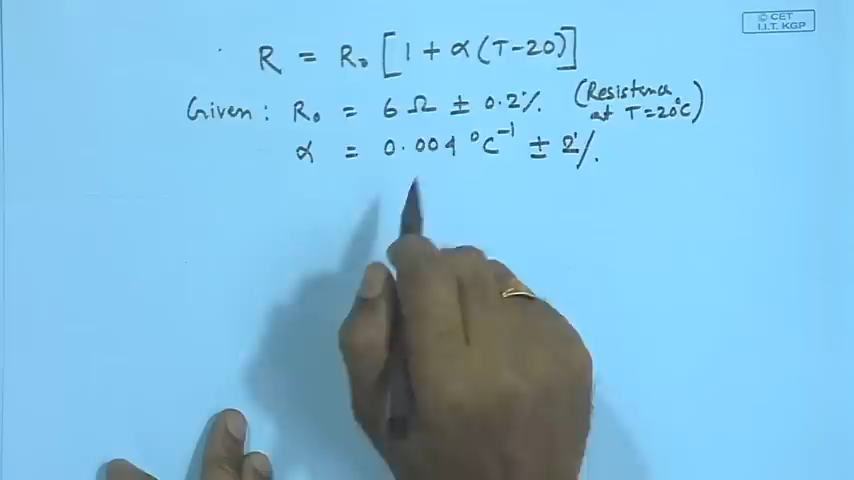 © CET
I.I.T. KGP
R = R₀ [1 + α (T-20)]
Given: R₀ = 6 Ω ± 0.2% (Resistance at T = 20°C)
α = 0.004 °C⁻¹ ± 2%.